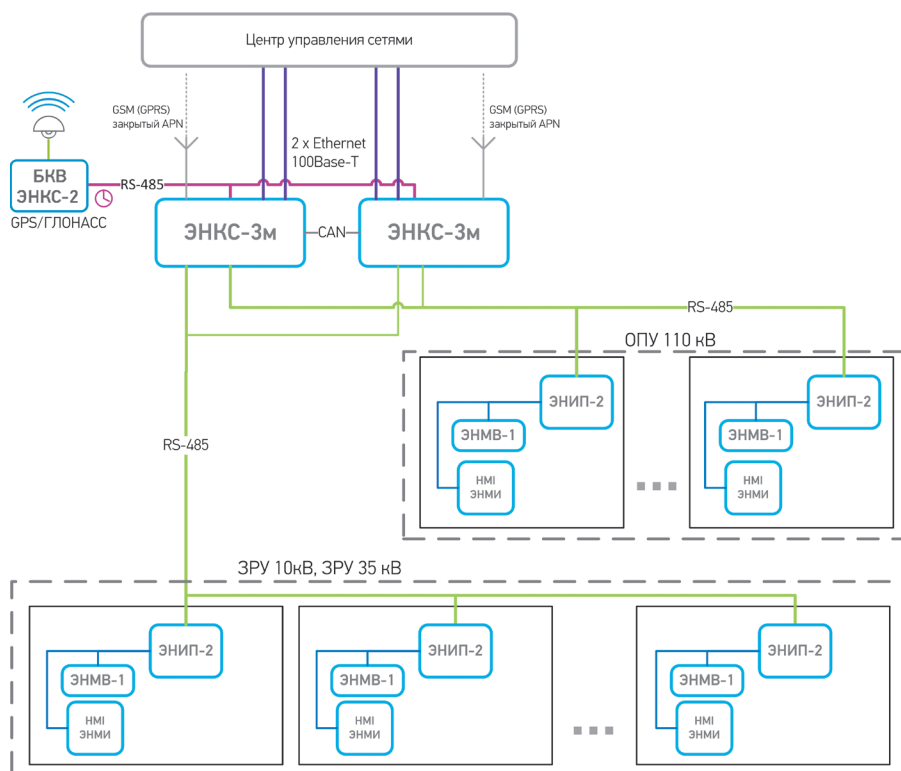 Центр управления сетями
GSM (GPRS)
закрытый APN
GSM (GPRS)
закрытый APN
2 x Ethernet
100Base-T
БКВ
ЭНКС-2
RS-485
GPS/ГЛОНАСС
ЭНКС-3м
CAN
ЭНКС-3м
RS-485
ОПУ 110 кВ
ЭНИП-2
ЭНМВ-1
HMI
ЭНМИ
ЭНИП-2
ЭНМВ-1
HMI
ЭНМИ
RS-485
ЗРУ 10кВ, ЗРУ 35 кВ
ЭНИП-2
ЭНМВ-1
HMI
ЭНМИ
ЭНИП-2
ЭНМВ-1
HMI
ЭНМИ
ЭНИП-2
ЭНМВ-1
HMI
ЭНМИ